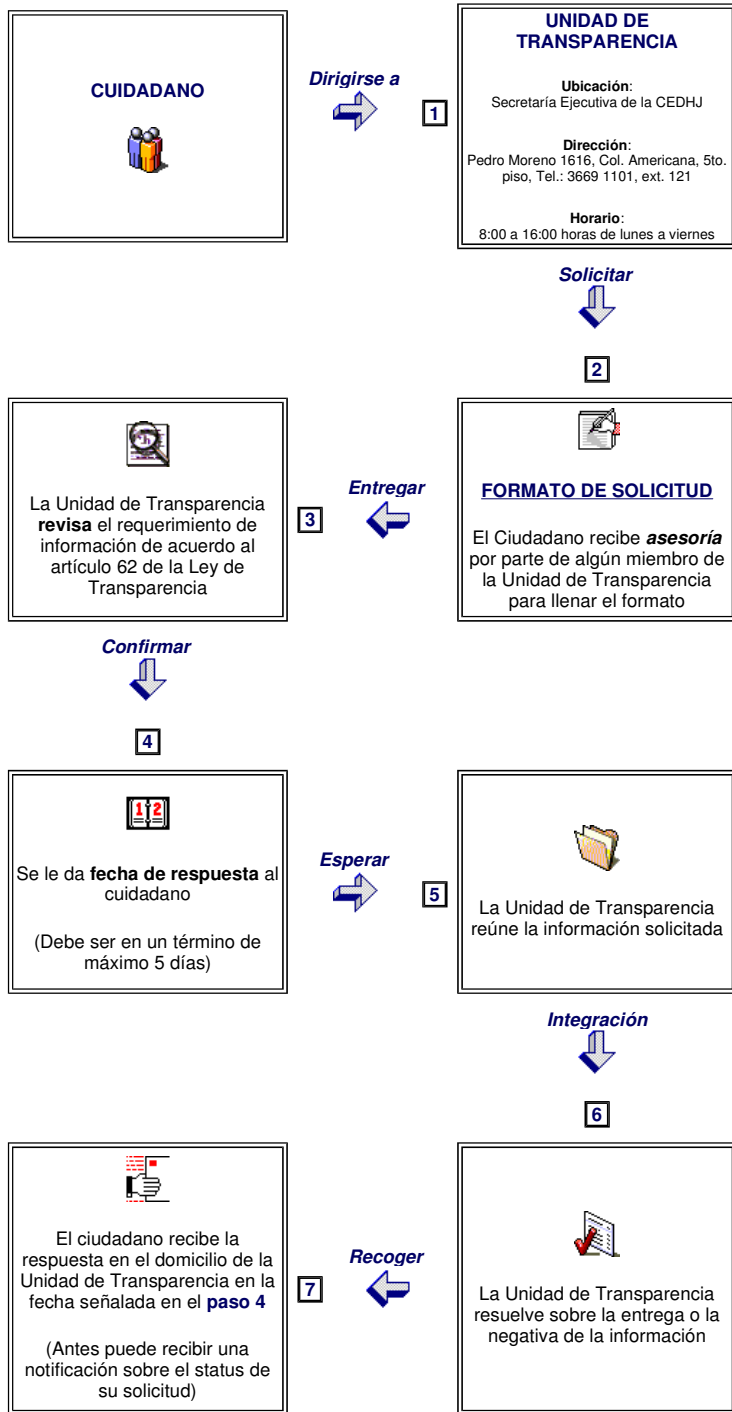 CUIDADANO
Dirigirse a
1
UNIDAD DE
TRANSPARENCIA
Ubicación:
Secretaría Ejecutiva de la CEDHJ
Dirección:
Pedro Moreno 1616, Col. Americana, 5to.
piso, Tel.: 3669 1101, ext. 121
Horario:
8:00 a 16:00 horas de lunes a viernes
Solicitar
2
FORMATO DE SOLICITUD
El Ciudadano recibe asesoría
por parte de algún miembro de
la Unidad de Transparencia
para llenar el formato
Entregar
3
La Unidad de Transparencia
revisa el requerimiento de
información de acuerdo al
artículo 62 de la Ley de
Transparencia
Confirmar
4
1 2
Se le da fecha de respuesta al
cuidadano
(Debe ser en un término de
máximo 5 días)
Esperar
5
La Unidad de Transparencia
reúne la información solicitada
Integración
6
La Unidad de Transparencia
resuelve sobre la entrega o la
negativa de la información
Recoger
7
El ciudadano recibe la
respuesta en el domicilio de la
Unidad de Transparencia en la
fecha señalada en el paso 4
(Antes puede recibir una
notificación sobre el status de
su solicitud)